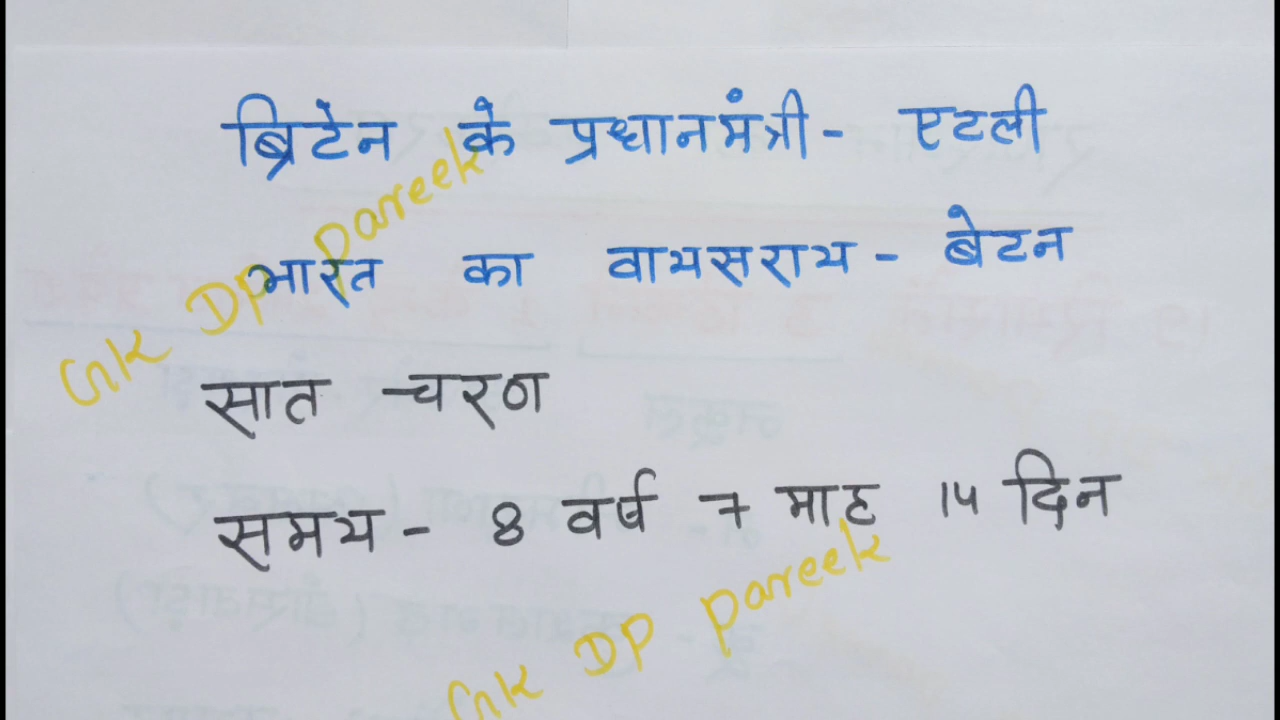 ब्रिटेन के प्रधानमंत्री - एटली
भारत का वायसराय - बेटन
सात चरण
समय - 8 वर्ष 7 माह 14 दिन
GK DP Pareek
GK DP Pareek